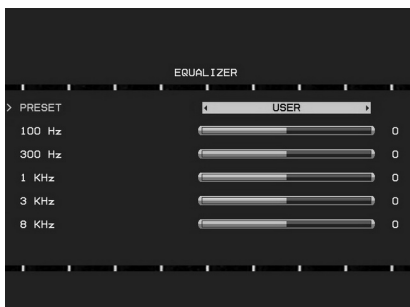 EQUALIZER
> PRESET USER
100 Hz 0
300 Hz 0
1 KHz 0
3 KHz 0
8 KHz 0